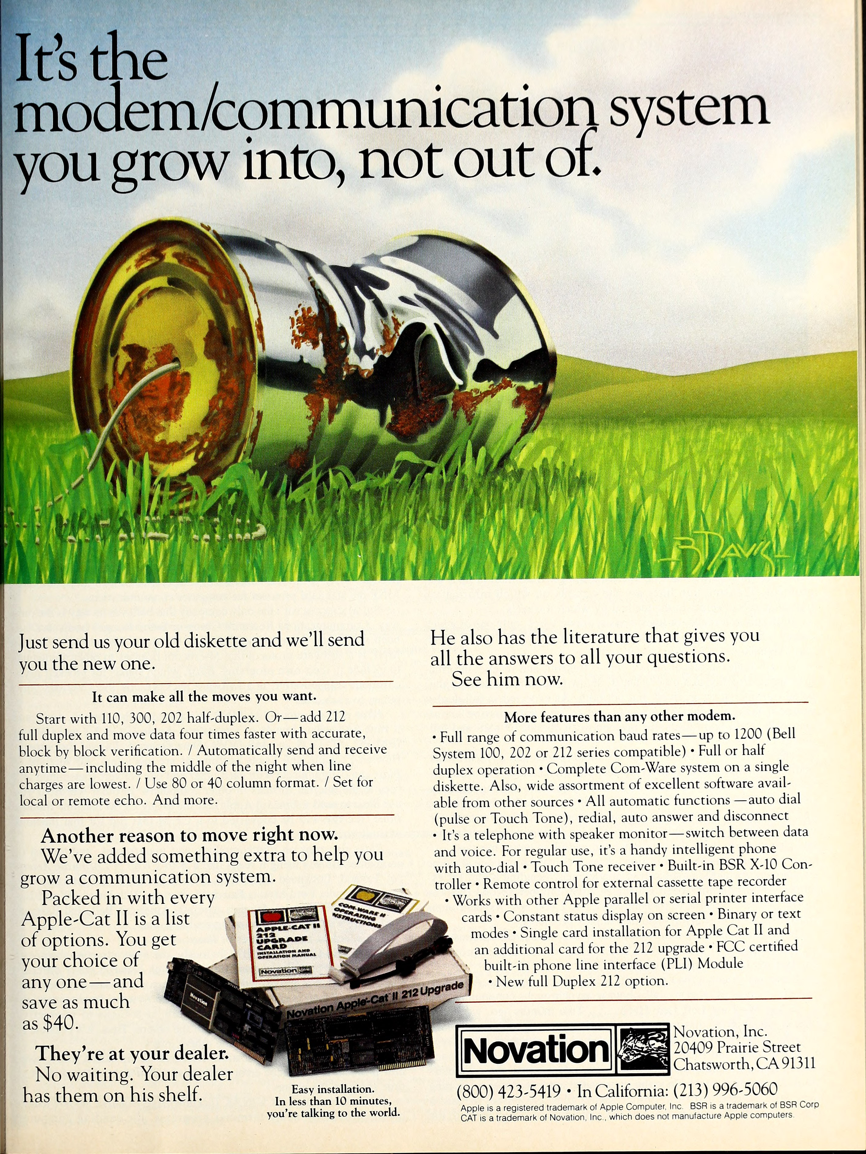 It's the
modem/communication system
you grow into, not out of.
B DAVIS
Just send us your old diskette and we'll send
you the new one.
It can make all the moves you want.
Start with 110, 300, 202 half-duplex. Or—add 212
full duplex and move data four times faster with accurate,
block by block verification. / Automatically send and receive
anytime—including the middle of the night when line
charges are lowest. / Use 80 or 40 column format. / Set for
local or remote echo. And more.
Another reason to move right now.
We've added something extra to help you
grow a communication system.
Packed in with every
Apple-Cat II is a list
of options. You get
your choice of
any one—and
save as much
as $40.
They're at your dealer.
No waiting. Your dealer
has them on his shelf.
APPLE-CAT II
212
UPGRADE
CARD
INSTALLATION AND
OPERATION MANUAL
Novation
COM-WARE II
OPERATING
INSTRUCTIONS
Novation
Novation Apple-Cat II 212 Upgrade
Easy installation.
In less than 10 minutes,
you're talking to the world.
He also has the literature that gives you
all the answers to all your questions.
See him now.
More features than any other modem.
• Full range of communication baud rates—up to 1200 (Bell
System 100, 202 or 212 series compatible) • Full or half
duplex operation • Complete Com-Ware system on a single
diskette. Also, wide assortment of excellent software avail-
able from other sources • All automatic functions—auto dial
(pulse or Touch Tone), redial, auto answer and disconnect
• It's a telephone with speaker monitor—switch between data
and voice. For regular use, it's a handy intelligent phone
with auto-dial • Touch Tone receiver • Built-in BSR X-10 Con-
troller • Remote control for external cassette tape recorder
• Works with other Apple parallel or serial printer interface
cards • Constant status display on screen • Binary or text
modes • Single card installation for Apple Cat II and
an additional card for the 212 upgrade • FCC certified
built-in phone line interface (PLI) Module
• New full Duplex 212 option.
Novation
Novation, Inc.
20409 Prairie Street
Chatsworth, CA 91311
(800) 423-5419 • In California: (213) 996-5060
Apple is a registered trademark of Apple Computer, Inc. BSR is a trademark of BSR Corp
CAT is a trademark of Novation, Inc., which does not manufacture Apple computers.